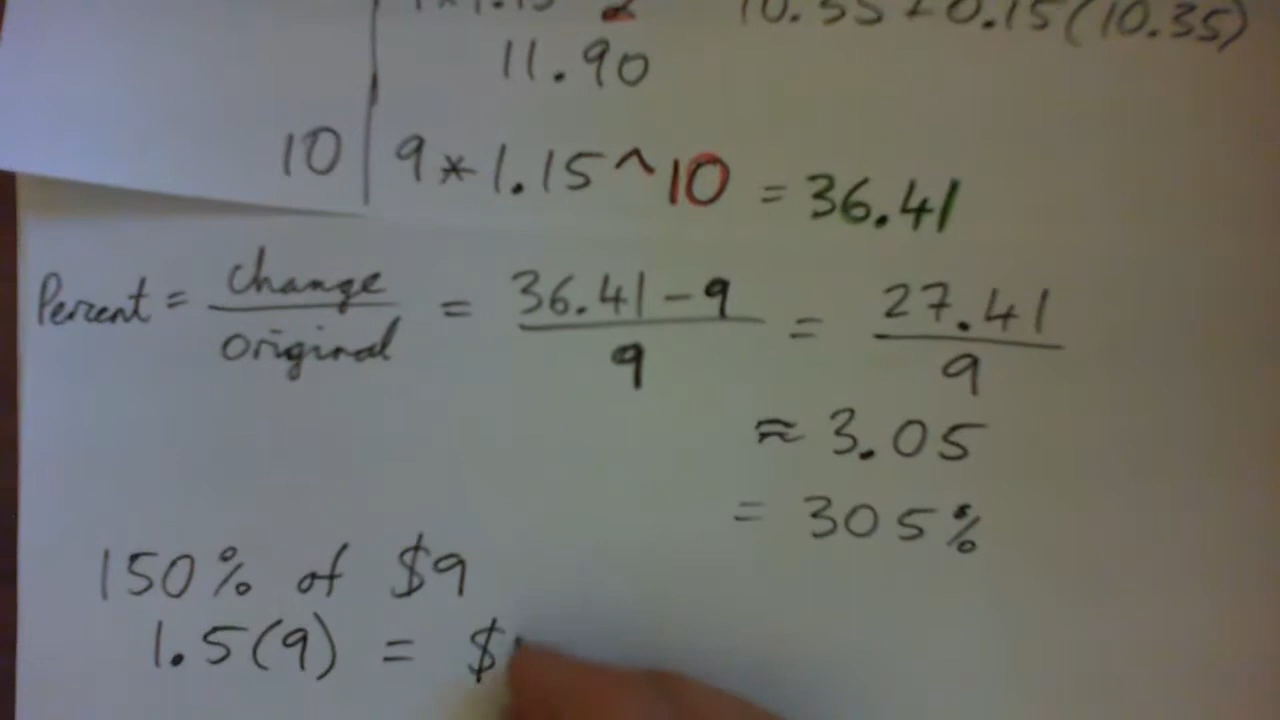 10.35 + 0.15(10.35)
11.90
10 9 * 1.15 ^ 10 = 36.41
Percent = change / original = 36.41 - 9 / 9 = 27.41 / 9
≈ 3.05
= 305%
150% of $9
1.5(9) = $